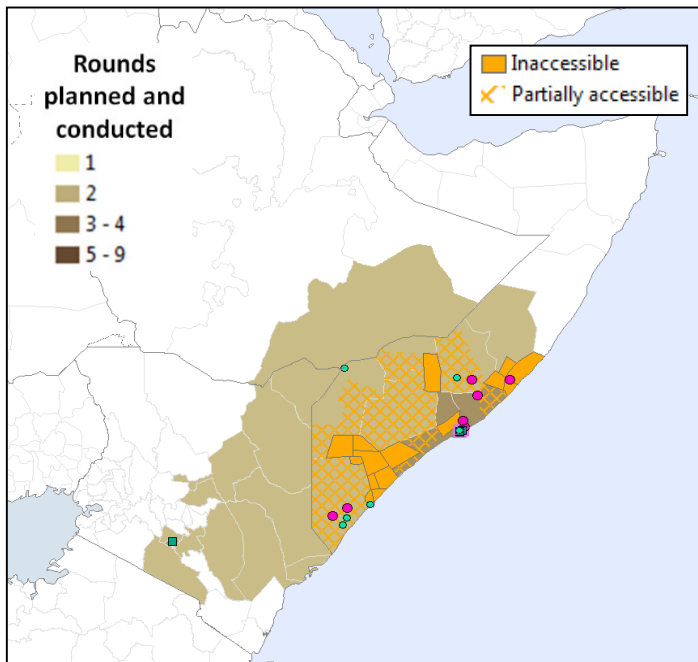 Rounds
planned and
conducted
1
2
3 - 4
5 - 9
Inaccessible
Partially accessible